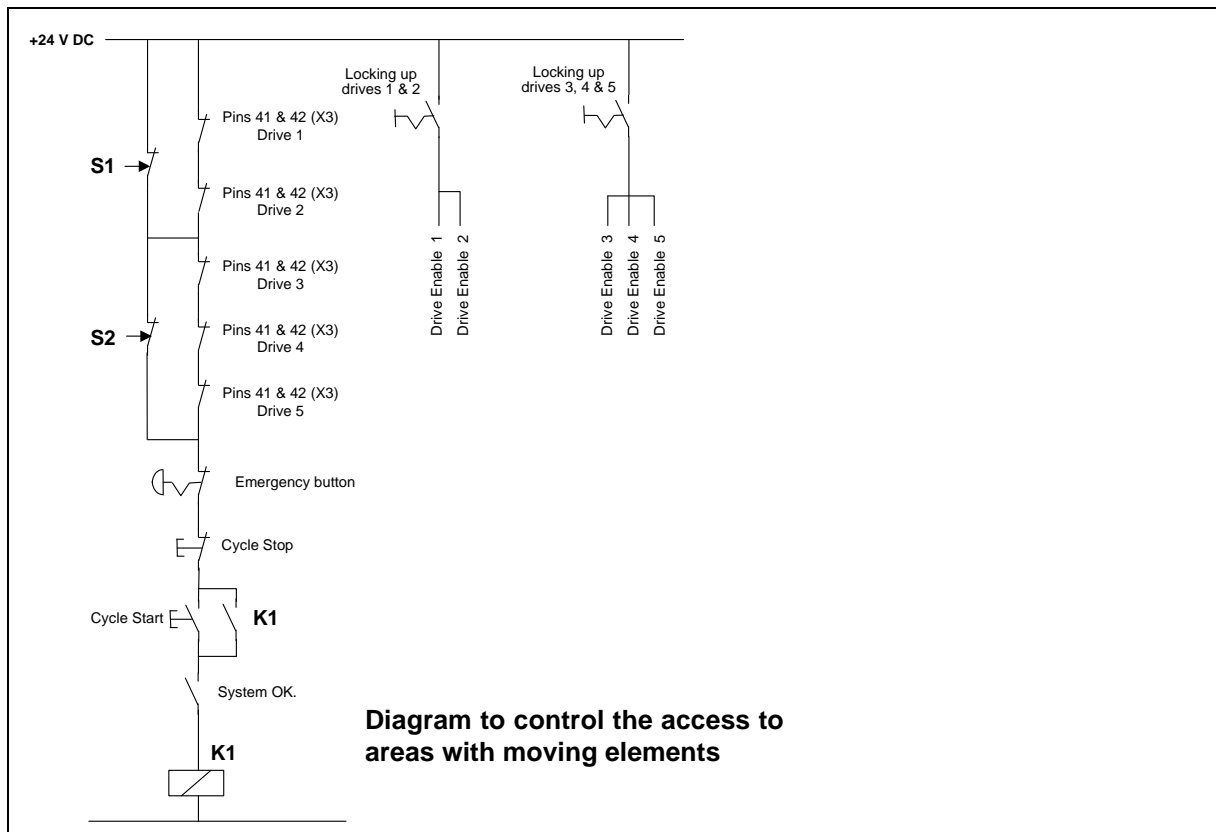 +24 V DC
Locking up
drives 1 & 2
Locking up
drives 3, 4 & 5
Pins 41 & 42 (X3)
Drive 1
S1
Pins 41 & 42 (X3)
Drive 2
Drive Enable 1
Drive Enable 2
Drive Enable 3
Drive Enable 4
Drive Enable 5
Pins 41 & 42 (X3)
Drive 3
S2
Pins 41 & 42 (X3)
Drive 4
Pins 41 & 42 (X3)
Drive 5
Emergency button
Cycle Stop
Cycle Start
K1
System OK.
Diagram to control the access to
areas with moving elements
K1